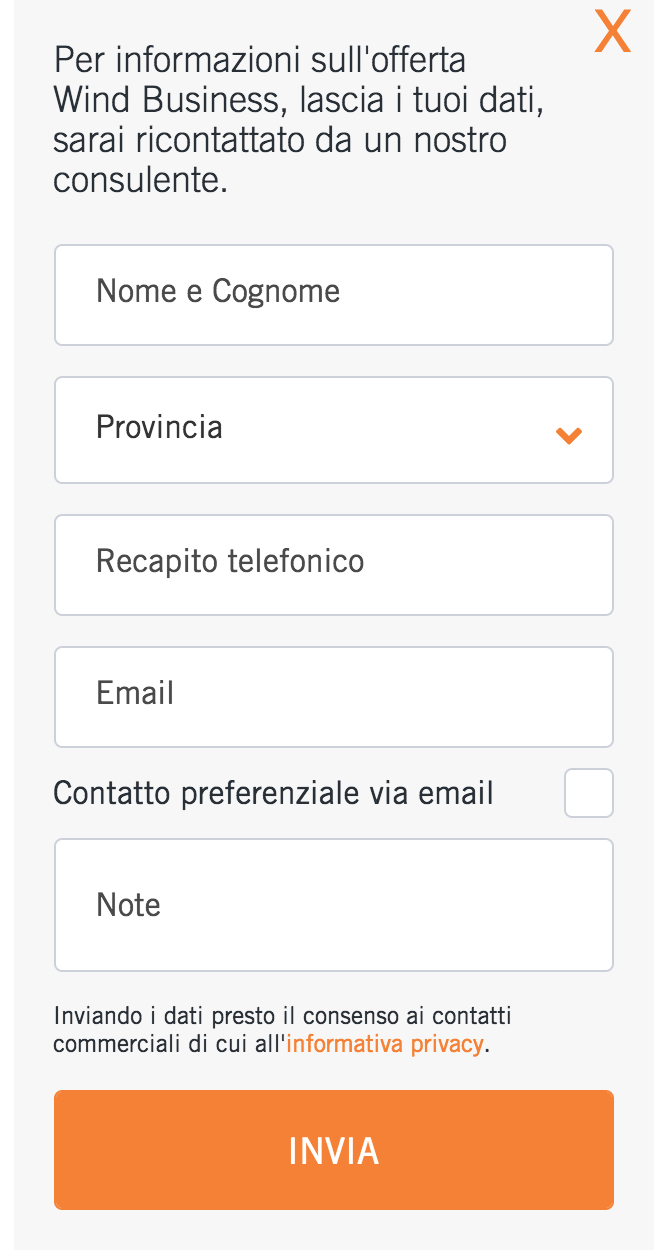 X
Per informazioni sull'offerta
Wind Business, lascia i tuoi dati,
sarai ricontattato da un nostro
consulente.
Nome e Cognome
Provincia
Recapito telefonico
Email
Contatto preferenziale via email
Note
Inviando i dati presto il consenso ai contatti
commerciali di cui all'informativa privacy.
INVIA